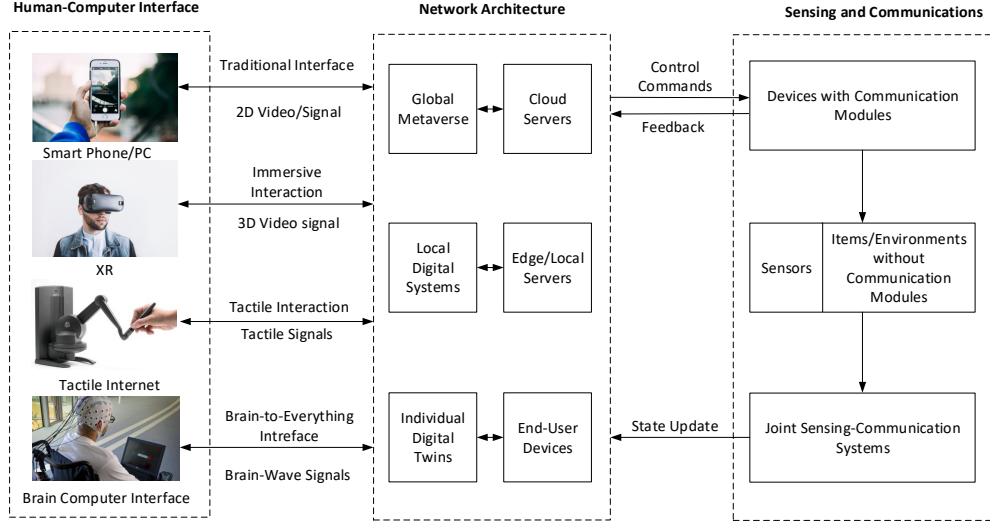 Human-Computer Interface
Network Architecture
Sensing and Communications
Smart Phone/PC
XR
Tactile Internet
Brain Computer Interface
Traditional Interface
2D Video/Signal
Immersive
Interaction
3D Video signal
Tactile Interaction
Tactile Signals
Brain-to-Everything
Intreface
Brain-Wave Signals
Global
Metaverse
Cloud
Servers
Local
Digital
Systems
Edge/Local
Servers
Individual
Digital
Twins
End-User
Devices
Control
Commands
Feedback
State Update
Devices with Communication
Modules
Sensors
Items/Environments
without
Communication
Modules
Joint Sensing-Communication
Systems